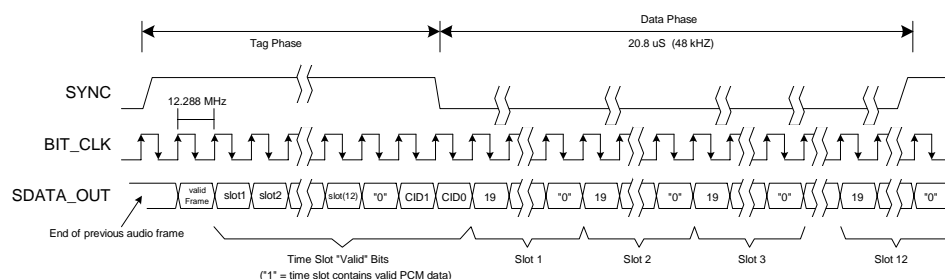 Data Phase
Tag Phase
20.8 uS (48 kHZ)
SYNC
12.288 MHz
BIT_CLK
SDATA_OUT
valid Frame slot1 slot2 slot(12) "0" CID1 CID0 19 "0" 19 "0" 19 "0" 19 "0"
End of previous audio frame
Time Slot "Valid" Bits
("1" = time slot contains valid PCM data)
Slot 1 Slot 2 Slot 3 Slot 12